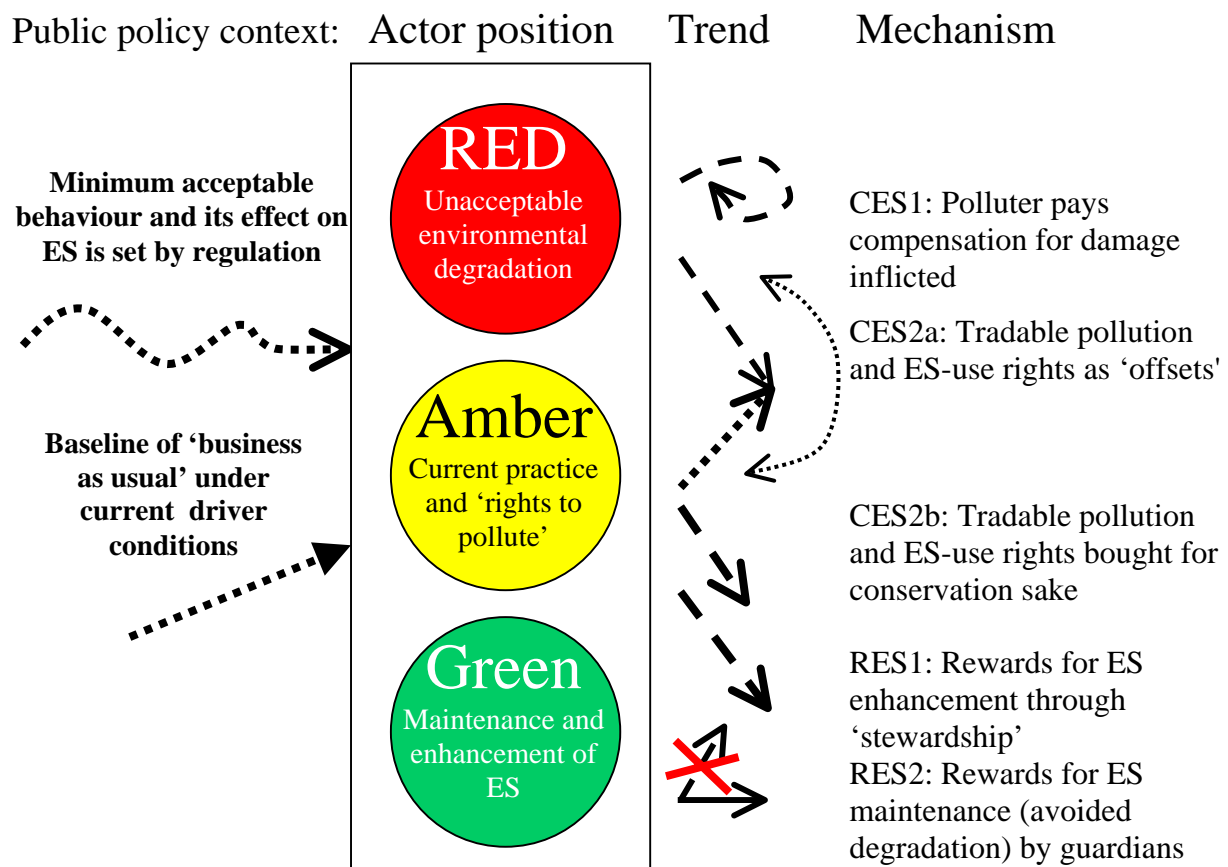 Public policy context: Actor position Trend Mechanism
Minimum acceptable
behaviour and its effect on
ES is set by regulation
Baseline of ‘business
as usual’ under
current driver
conditions
RED
Unacceptable
environmental
degradation
Amber
Current practice
and ‘rights to
pollute’
Green
Maintenance and
enhancement of
ES
CES1: Polluter pays
compensation for damage
inflicted
CES2a: Tradable pollution
and ES-use rights as ‘offsets'
CES2b: Tradable pollution
and ES-use rights bought for
conservation sake
RES1: Rewards for ES
enhancement through
‘stewardship’
RES2: Rewards for ES
maintenance (avoided
degradation) by guardians